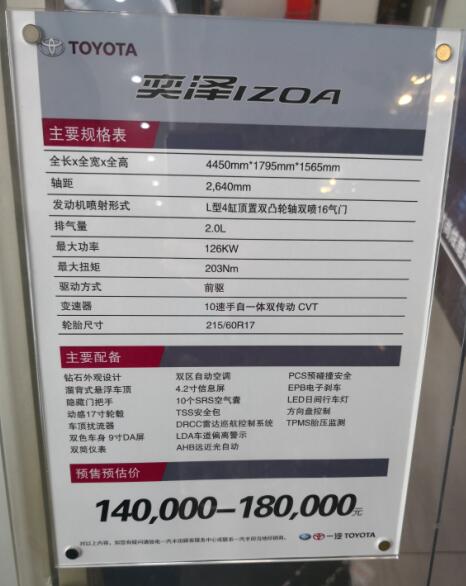 TOYOTA
奕泽IZOA
主要规格表
全长x全宽x全高 4450mm*1795mm*1565mm
轴距 2,640mm
发动机喷射形式 L型4缸顶置双凸轮轴双喷16气门
排气量 2.0L
最大功率 126KW
最大扭矩 203Nm
驱动方式 前驱
变速器 10速手自一体双传动 CVT
轮胎尺寸 215/60R17
主要配备
钻石外观设计 双区自动空调 PCS预碰撞安全
溜背式悬浮车顶 4.2寸信息屏 EPB电子刹车
隐藏门把手 10个SRS空气囊 LED日间行车灯
动感17寸轮毂 TSS安全包 方向盘控制
车顶扰流器 DRCC雷达巡航控制系统 TPMS胎压监测
双色车身 9寸DA屏 LDA车道偏离警示
双筒仪表 AHB远近光自动
预售预估价
140,000-180,000元
一汽TOYOTA